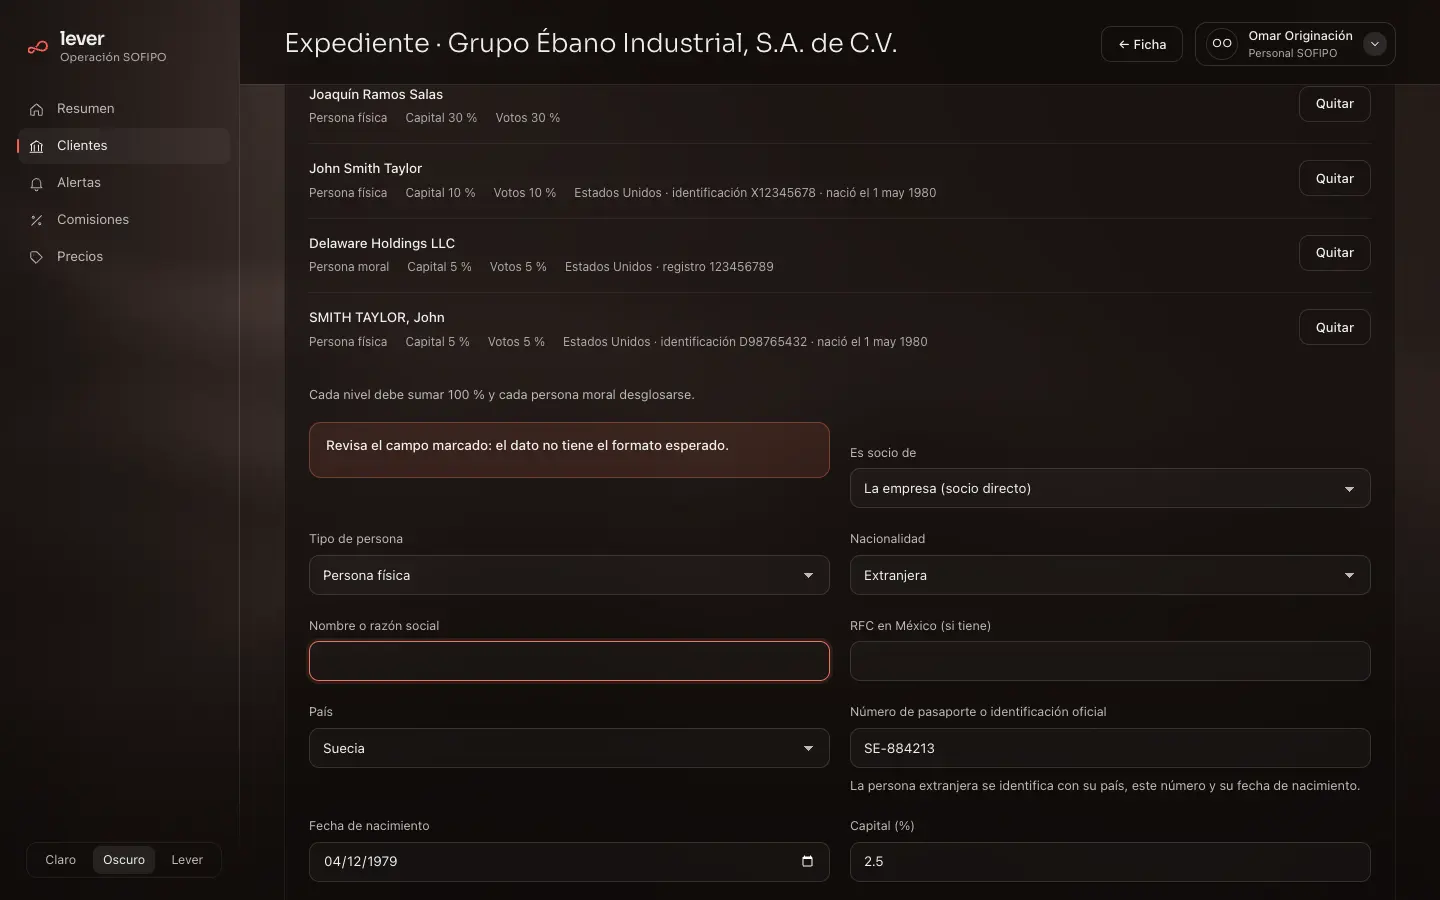 lever
Operación SOFIPO
Expediente · Grupo Ébano Industrial, S.A. de C.V.
← Ficha
OO
Omar Originación
Personal SOFIPO
Resumen
Clientes
Alertas
Comisiones
Precios
Joaquín Ramos Salas
Persona física Capital 30 % Votos 30 %
Quitar
John Smith Taylor
Persona física Capital 10 % Votos 10 % Estados Unidos · identificación X12345678 · nació el 1 may 1980
Quitar
Delaware Holdings LLC
Persona moral Capital 5 % Votos 5 % Estados Unidos · registro 123456789
Quitar
SMITH TAYLOR, John
Persona física Capital 5 % Votos 5 % Estados Unidos · identificación D98765432 · nació el 1 may 1980
Quitar
Cada nivel debe sumar 100 % y cada persona moral desglosarse.
Revisa el campo marcado: el dato no tiene el formato esperado.
Es socio de
La empresa (socio directo)
Tipo de persona
Persona física
Nacionalidad
Extranjera
Nombre o razón social
RFC en México (si tiene)
País
Suecia
Número de pasaporte o identificación oficial
SE-884213
La persona extranjera se identifica con su país, este número y su fecha de nacimiento.
Fecha de nacimiento
04/12/1979
Capital (%)
2.5
Claro Oscuro Lever